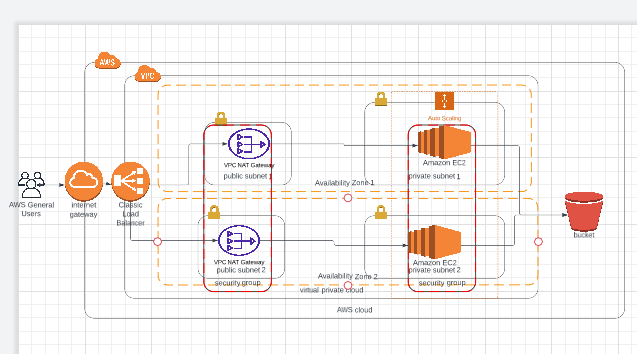 AWS
VPC
Auto Scaling
VPC NAT Gateway
Amazon EC2
public subnet 1
private subnet 1
Availability Zone 1
AWS General
Users
internet
gateway
Classic
Load
Balancer
bucket
VPC NAT Gateway
Amazon EC2
public subnet 2
private subnet 2
Availability Zone 2
security group
security group
virtual private cloud
AWS cloud